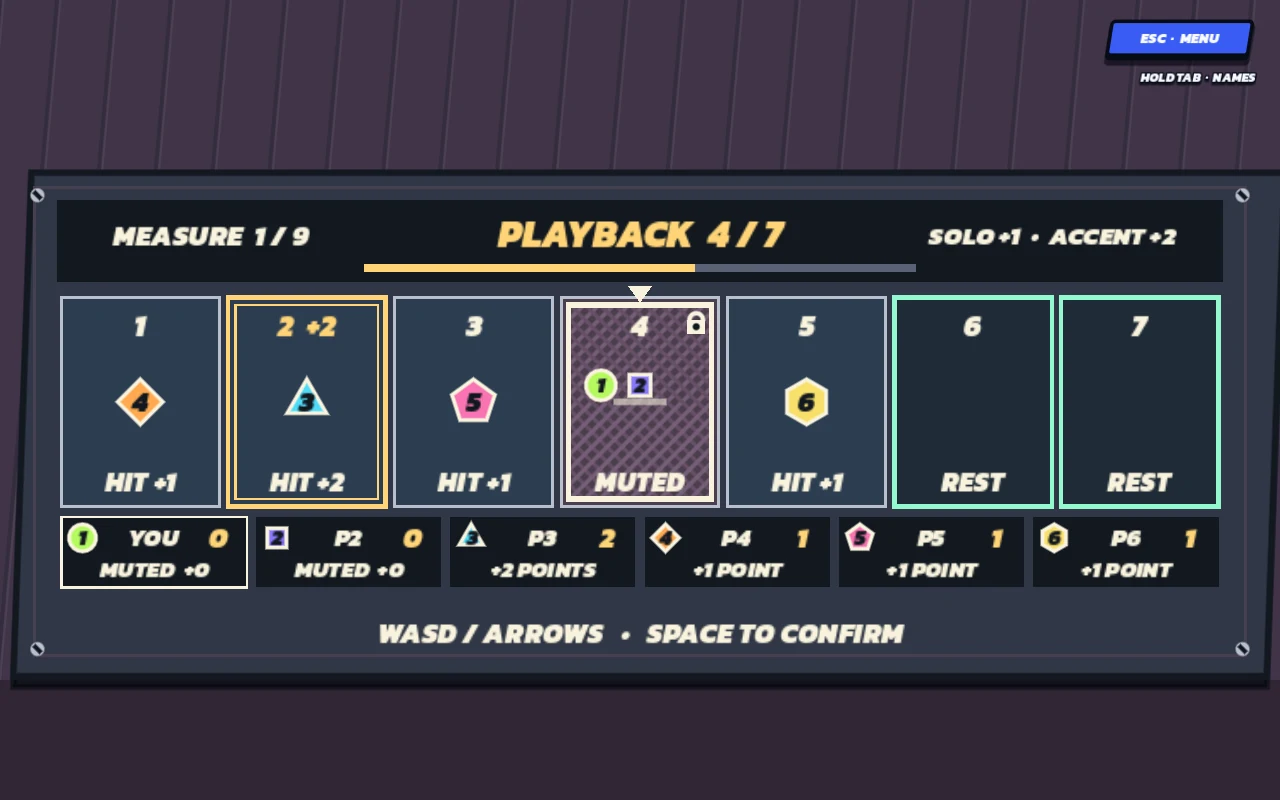 ESC · MENU
HOLD TAB · NAMES
MEASURE 1 / 9
PLAYBACK 4 / 7
SOLO +1 · ACCENT +2
1
4
HIT +1
2 +2
3
HIT +2
3
5
HIT +1
4
1 2
MUTED
5
6
HIT +1
6
REST
7
REST
1 YOU 0
MUTED +0
2 P2 0
MUTED +0
3 P3 2
+2 POINTS
4 P4 1
+1 POINT
5 P5 1
+1 POINT
6 P6 1
+1 POINT
WASD / ARROWS · SPACE TO CONFIRM